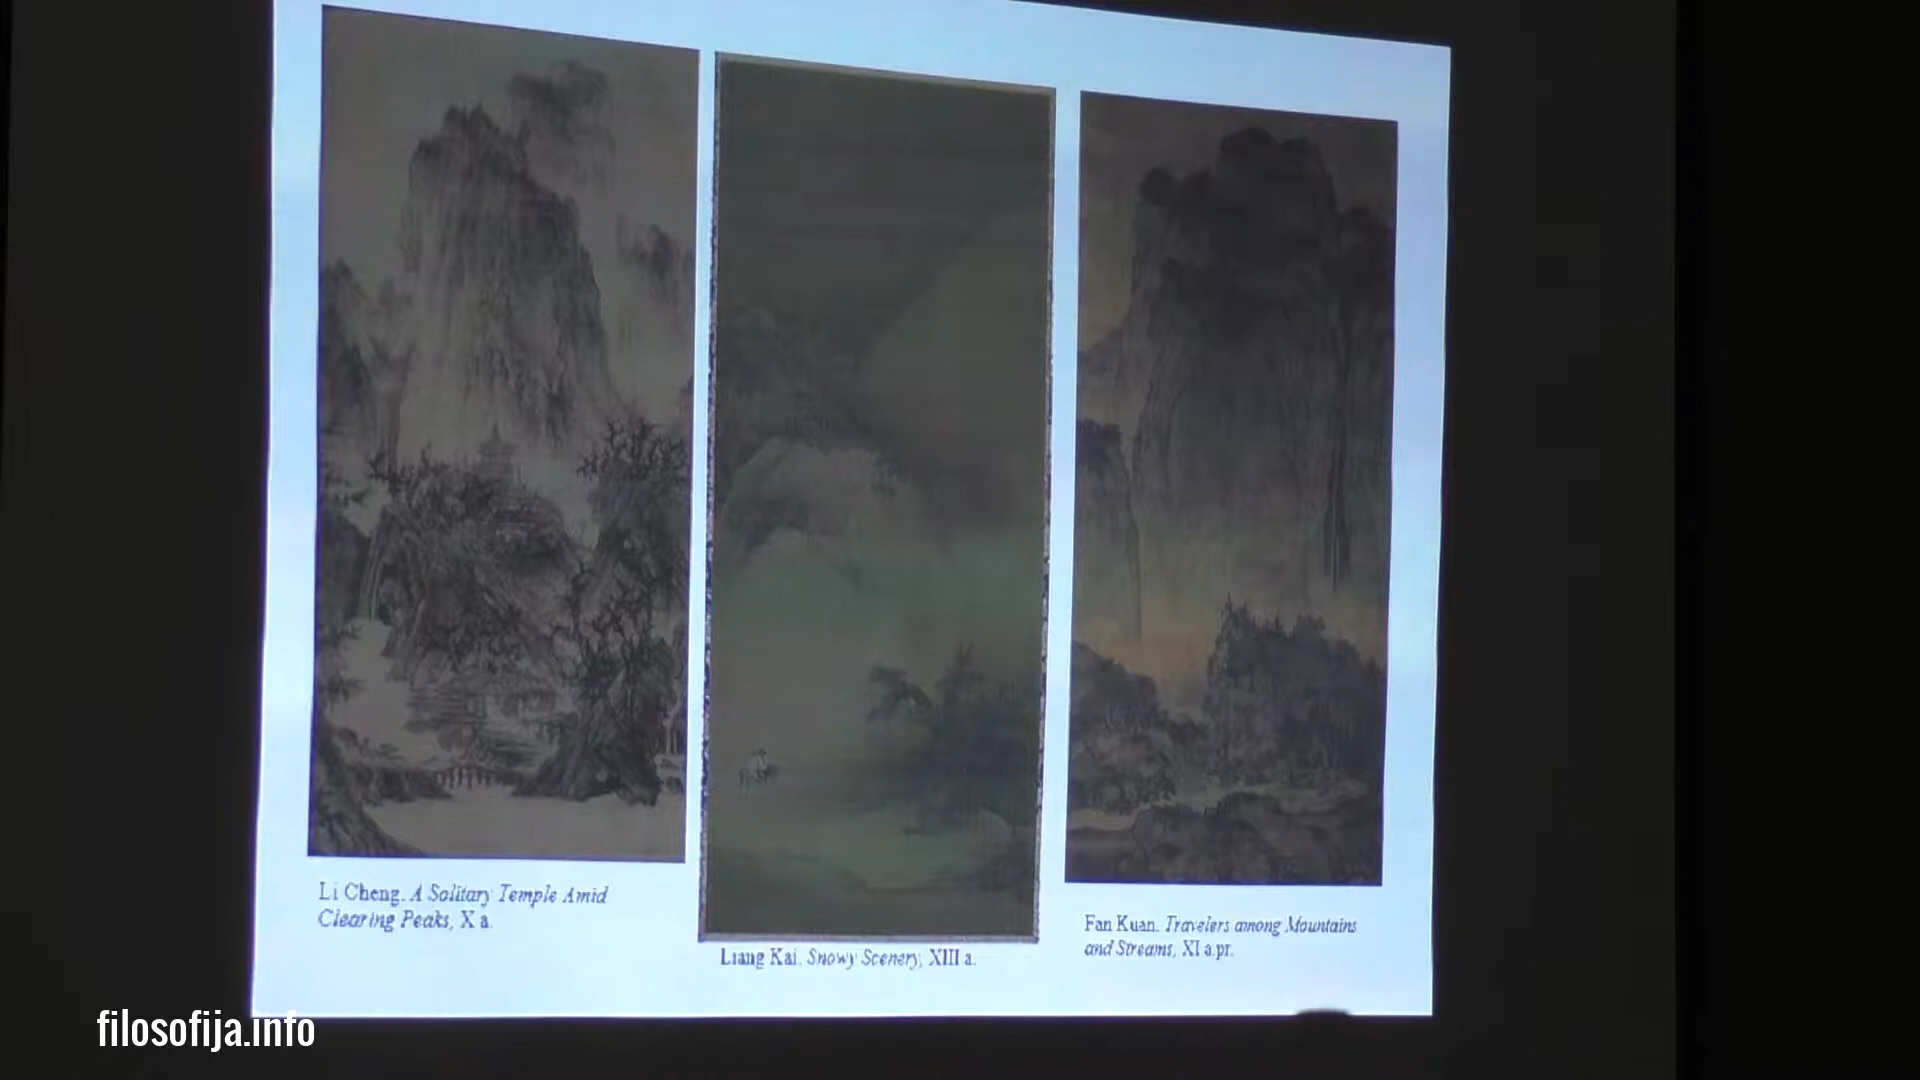 Li Cheng. A Solitary Temple Amid
Clearing Peaks, X a.
Liang Kai. Snowy Scenery, XIII a.
Fan Kuan. Travelers among Mountains
and Streams, XI a.pr.
filosofija.info